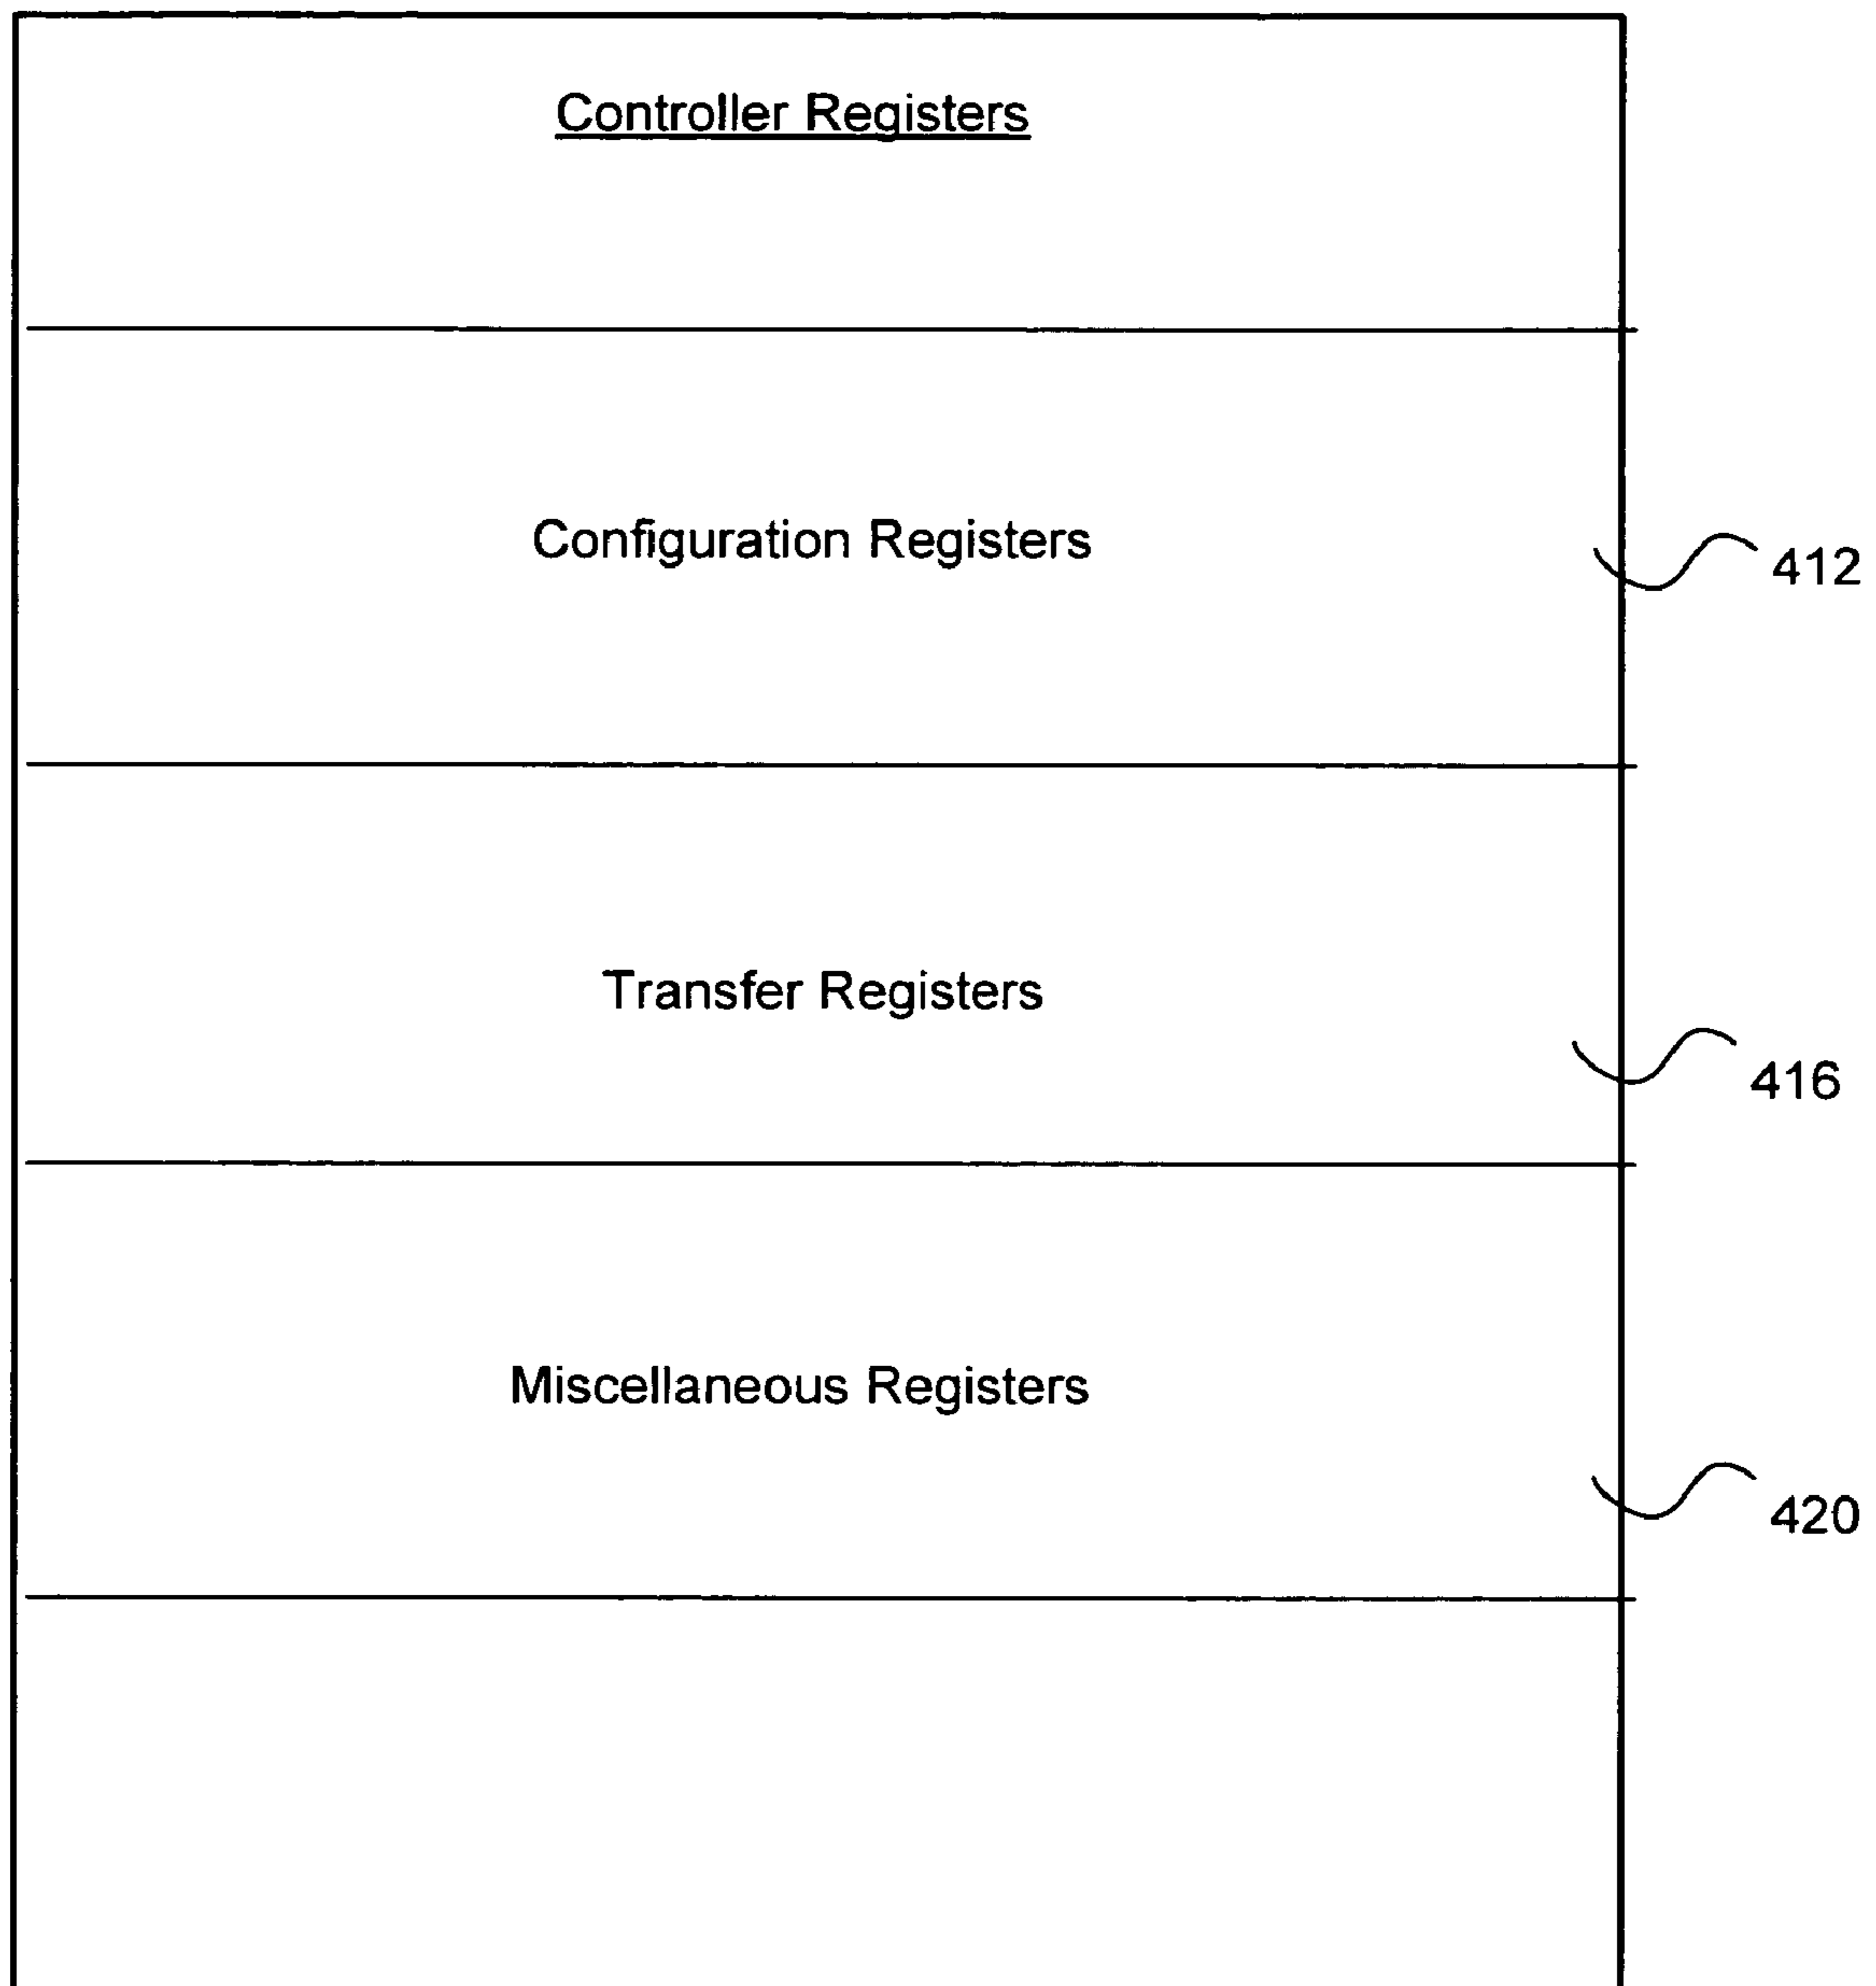 Controller Registers
Configuration Registers
412
Transfer Registers
416
Miscellaneous Registers
420